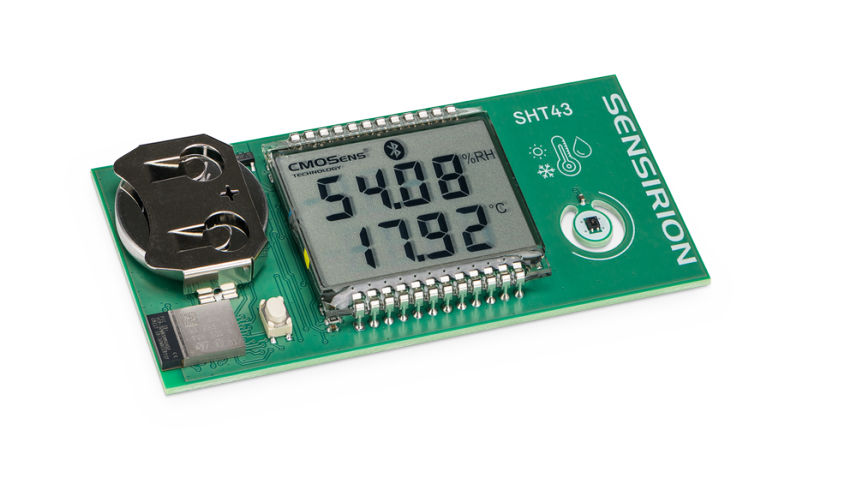 SHT43
SENSIRION
CMOSENS®
TECHNOLOGY
54.08 %RH
17.92 °C
+